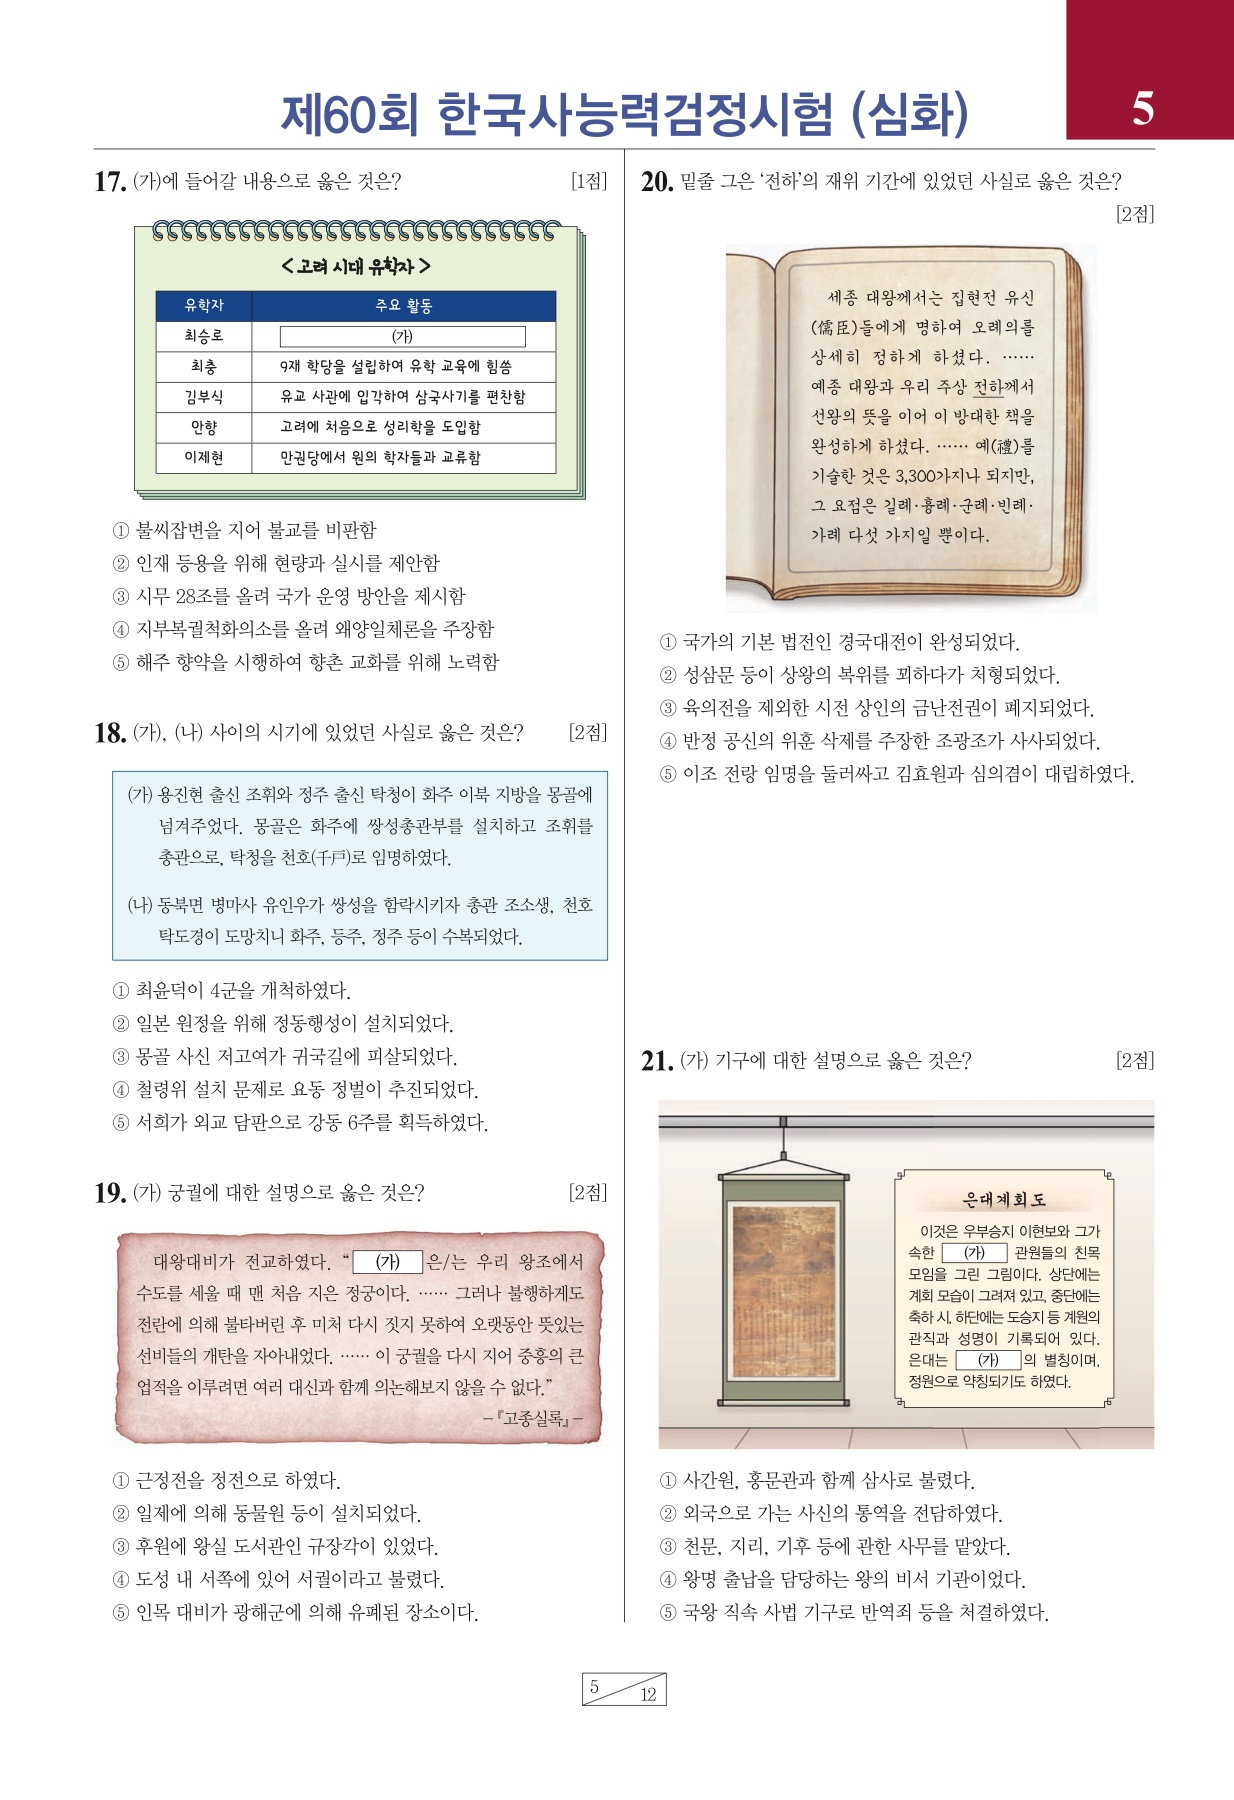 제60회 한국사능력검정시험 (심화)
5
17. (가)에 들어갈 내용으로 옳은 것은? [1점]
< 고려 시대 유학자 >
유학자 주요 활동
최승로 (가)
최충 9재 학당을 설립하여 유학 교육에 힘씀
김부식 유교 사관에 입각하여 삼국사기를 편찬함
안향 고려에 처음으로 성리학을 도입함
이제현 만권당에서 원의 학자들과 교류함
① 불씨잡변을 지어 불교를 비판함
② 인재 등용을 위해 현량과 실시를 제안함
③ 시무 28조를 올려 국가 운영 방안을 제시함
④ 지부복궐척화의소를 올려 왜양일체론을 주장함
⑤ 해주 향약을 시행하여 향촌 교화를 위해 노력함
18. (가), (나) 사이의 시기에 있었던 사실로 옳은 것은? [2점]
(가) 용진현 출신 조휘와 정주 출신 탁청이 화주 이북 지방을 몽골에
넘겨주었다. 몽골은 화주에 쌍성총관부를 설치하고 조휘를
총관으로, 탁청을 천호(千戶)로 임명하였다.
(나) 동북면 병마사 유인우가 쌍성을 함락시키자 총관 조소생, 천호
탁도경이 도망치니 화주, 등주, 정주 등이 수복되었다.
① 최윤덕이 4군을 개척하였다.
② 일본 원정을 위해 정동행성이 설치되었다.
③ 몽골 사신 저고여가 귀국길에 피살되었다.
④ 철령위 설치 문제로 요동 정벌이 추진되었다.
⑤ 서희가 외교 담판으로 강동 6주를 획득하였다.
19. (가) 궁궐에 대한 설명으로 옳은 것은? [2점]
대왕대비가 전교하였다. “ (가) 은/는 우리 왕조에서
수도를 세울 때 맨 처음 지은 정궁이다. …… 그러나 불행하게도
전란에 의해 불타버린 후 미처 다시 짓지 못하여 오랫동안 뜻있는
선비들의 개탄을 자아내었다. …… 이 궁궐을 다시 지어 중흥의 큰
업적을 이루려면 여러 대신과 함께 의논해보지 않을 수 없다.”
-『고종실록』-
① 근정전을 정전으로 하였다.
② 일제에 의해 동물원 등이 설치되었다.
③ 후원에 왕실 도서관인 규장각이 있었다.
④ 도성 내 서쪽에 있어 서궐이라고 불렸다.
⑤ 인목 대비가 광해군에 의해 유폐된 장소이다.
20. 밑줄 그은 ‘전하’의 재위 기간에 있었던 사실로 옳은 것은?
[2점]
세종 대왕께서는 집현전 유신
(儒臣)들에게 명하여 오례의를
상세히 정하게 하셨다. ……
예종 대왕과 우리 주상 전하께서
선왕의 뜻을 이어 이 방대한 책을
완성하게 하셨다. …… 예(禮)를
기술한 것은 3,300가지나 되지만,
그 요점은 길례·흉례·군례·빈례·
가례 다섯 가지일 뿐이다.
① 국가의 기본 법전인 경국대전이 완성되었다.
② 성삼문 등이 상왕의 복위를 꾀하다가 처형되었다.
③ 육의전을 제외한 시전 상인의 금난전권이 폐지되었다.
④ 반정 공신의 위훈 삭제를 주장한 조광조가 사사되었다.
⑤ 이조 전랑 임명을 둘러싸고 김효원과 심의겸이 대립하였다.
21. (가) 기구에 대한 설명으로 옳은 것은? [2점]
은대계회도
이것은 우부승지 이현보와 그가
속한 (가) 관원들의 친목
모임을 그린 그림이다. 상단에는
계회 모습이 그려져 있고, 중단에는
축하 시, 하단에는 도승지 등 계원의
관직과 성명이 기록되어 있다.
은대는 (가) 의 별칭이며,
정원으로 약칭되기도 하였다.
① 사간원, 홍문관과 함께 삼사로 불렸다.
② 외국으로 가는 사신의 통역을 전담하였다.
③ 천문, 지리, 기후 등에 관한 사무를 맡았다.
④ 왕명 출납을 담당하는 왕의 비서 기관이었다.
⑤ 국왕 직속 사법 기구로 반역죄 등을 처결하였다.
5 12